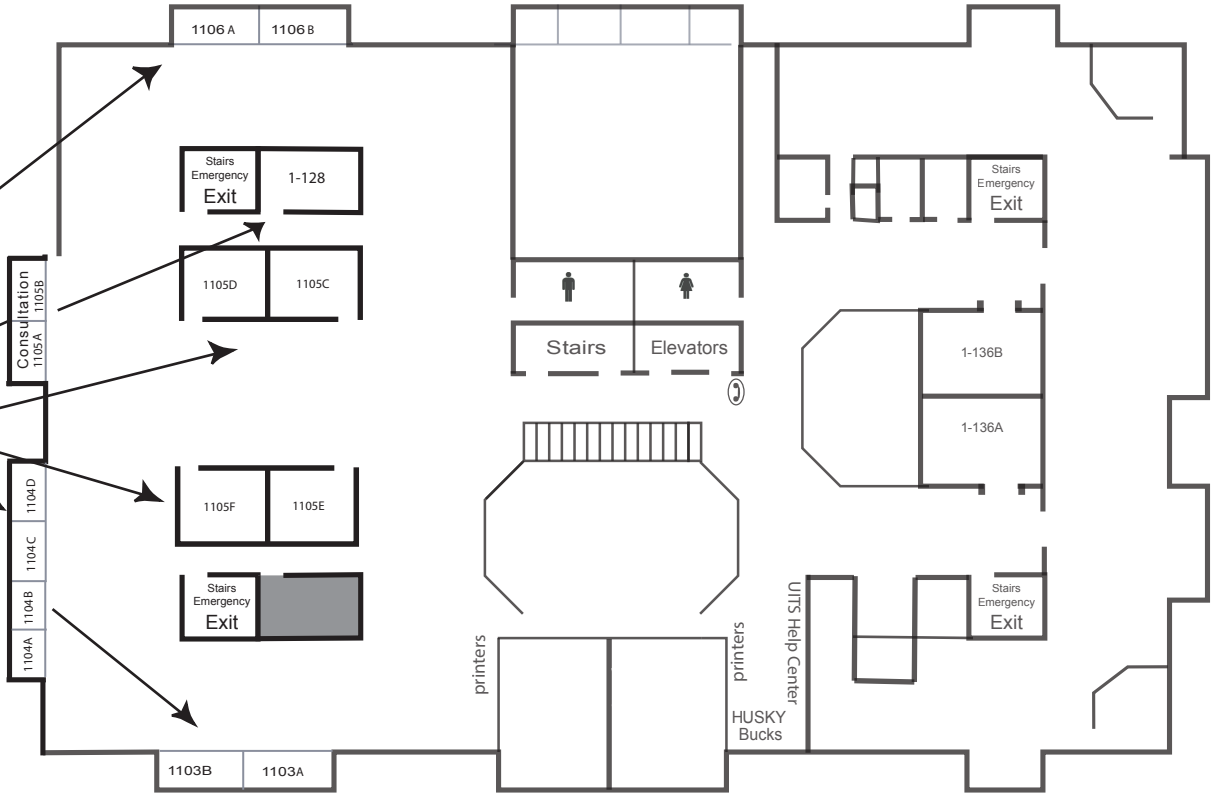 1106 A
1106 B
Stairs
Emergency
Exit
1-128
Stairs
Emergency
Exit
Consultation
1105B
1105 A
1105D
1105C
Stairs
Elevators
1-136B
1-136A
1104D
1104C
1104B
1104A
1105F
1105E
Stairs
Emergency
Exit
Stairs
Emergency
Exit
printers
printers
UITS Help Center
HUSKY
Bucks
1103B
1103A